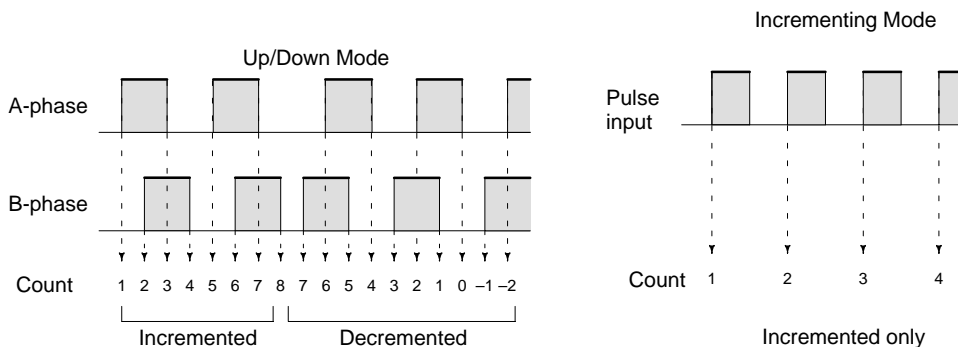 Up/Down Mode
A-phase
B-phase
Count 1 2 3 4 5 6 7 8 7 6 5 4 3 2 1 0 –1 –2
Incremented Decremented
Incrementing Mode
Pulse
input
Count 1 2 3 4
Incremented only